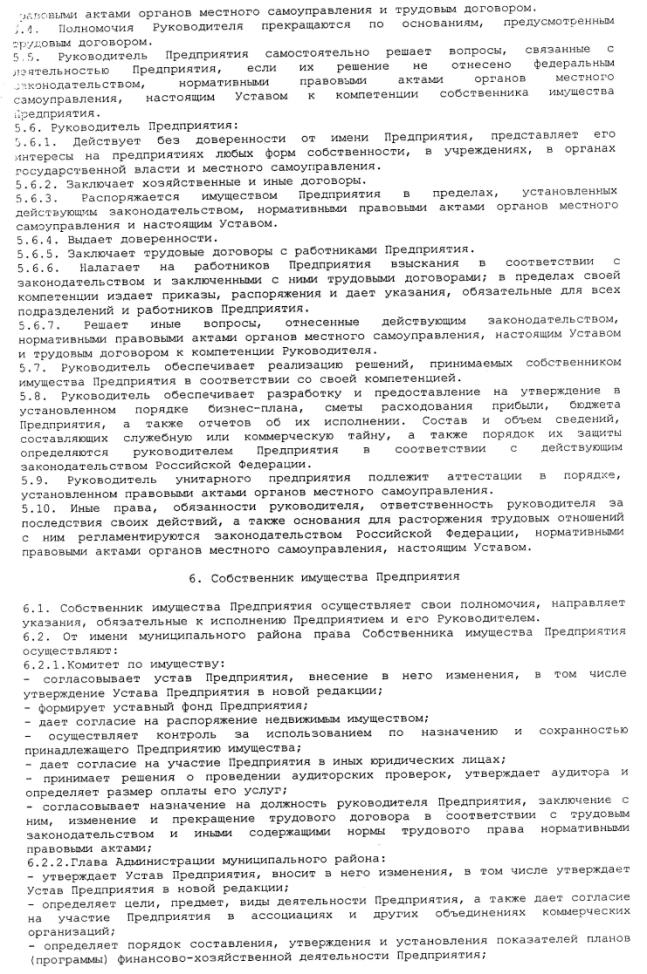 правовыми актами органов местного самоуправления и трудовым договором.
5.4. Полномочия Руководителя прекращаются по основаниям, предусмотренным
трудовым договором.
5.5. Руководитель Предприятия самостоятельно решает вопросы, связанные с
деятельностью Предприятия, если их решение не отнесено федеральным
законодательством, нормативными правовыми актами органов местного
самоуправления, настоящим Уставом к компетенции собственника имущества
Предприятия.
5.6. Руководитель Предприятия:
5.6.1. Действует без доверенности от имени Предприятия, представляет его
интересы на предприятиях любых форм собственности, в учреждениях, в органах
государственной власти и местного самоуправления.
5.6.2. Заключает хозяйственные и иные договоры.
5.6.3. Распоряжается имуществом Предприятия в пределах, установленных
действующим законодательством, нормативными правовыми актами органов местного
самоуправления и настоящим Уставом.
5.6.4. Выдает доверенности.
5.6.5. Заключает трудовые договоры с работниками Предприятия.
5.6.6. Налагает на работников Предприятия взыскания в соответствии с
законодательством и заключенными с ними трудовыми договорами; в пределах своей
компетенции издает приказы, распоряжения и дает указания, обязательные для всех
подразделений и работников Предприятия.
5.6.7. Решает иные вопросы, отнесенные действующим законодательством,
нормативными правовыми актами органов местного самоуправления, настоящим Уставом
и трудовым договором к компетенции Руководителя.
5.7. Руководитель обеспечивает реализацию решений, принимаемых собственником
имущества Предприятия в соответствии со своей компетенцией.
5.8. Руководитель обеспечивает разработку и предоставление на утверждение в
установленном порядке бизнес-плана, сметы расходования прибыли, бюджета
Предприятия, а также отчетов об их исполнении. Состав и объем сведений,
составляющих служебную или коммерческую тайну, а также порядок их защиты
определяются руководителем Предприятия в соответствии с действующим
законодательством Российской Федерации.
5.9. Руководитель унитарного предприятия подлежит аттестации в порядке,
установленном правовыми актами органов местного самоуправления.
5.10. Иные права, обязанности руководителя, ответственность руководителя за
последствия своих действий, а также основания для расторжения трудовых отношений
с ним регламентируются законодательством Российской Федерации, нормативными
правовыми актами органов местного самоуправления, настоящим Уставом.
6. Собственник имущества Предприятия
6.1. Собственник имущества Предприятия осуществляет свои полномочия, направляет
указания, обязательные к исполнению Предприятием и его Руководителем.
6.2. От имени муниципального района права Собственника имущества Предприятия
осуществляют:
6.2.1.Комитет по имуществу:
- согласовывает устав Предприятия, внесение в него изменения, в том числе
утверждение Устава Предприятия в новой редакции;
- формирует уставный фонд Предприятия;
- дает согласие на распоряжение недвижимым имуществом;
- осуществляет контроль за использованием по назначению и сохранностью
принадлежащего Предприятию имущества;
- дает согласие на участие Предприятия в иных юридических лицах;
- принимает решения о проведении аудиторских проверок, утверждает аудитора и
определяет размер оплаты его услуг;
- согласовывает назначение на должность руководителя Предприятия, заключение с
ним, изменение и прекращение трудового договора в соответствии с трудовым
законодательством и иными содержащими нормы трудового права нормативными
правовыми актами;
6.2.2.Глава Администрации муниципального района:
- утверждает Устав Предприятия, вносит в него изменения, в том числе утверждает
Устав Предприятия в новой редакции;
- определяет цели, предмет, виды деятельности Предприятия, а также дает согласие
на участие Предприятия в ассоциациях и других объединениях коммерческих
организаций;
- определяет порядок составления, утверждения и установления показателей планов
(программы) финансово-хозяйственной деятельности Предприятия;